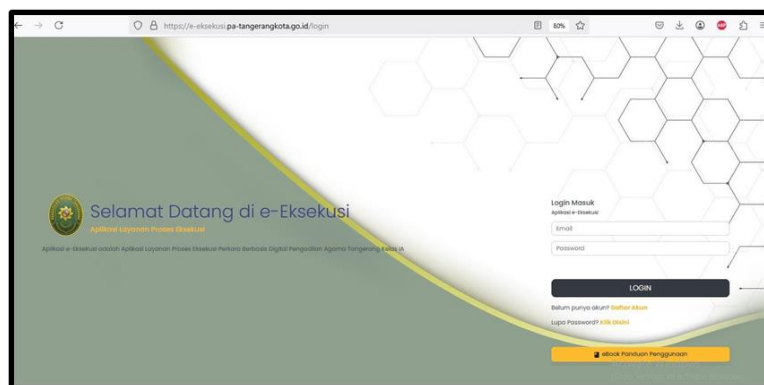 https://e-eksekusi.pa-tangerangkota.go.id/login
80%
Selamat Datang di e-Eksekusi
Aplikasi Layanan Proses Eksekusi
Aplikasi e-Eksekusi adalah Aplikasi Layanan Proses Eksekusi Perkara Berbasis Digital Pengadilan Agama Tangerang Kelas IA
Login Masuk
Aplikasi e-Eksekusi
Email
Password
LOGIN
Belum punya akun? Daftar Akun
Lupa Password? Klik Disini
eBook Panduan Penggunaan